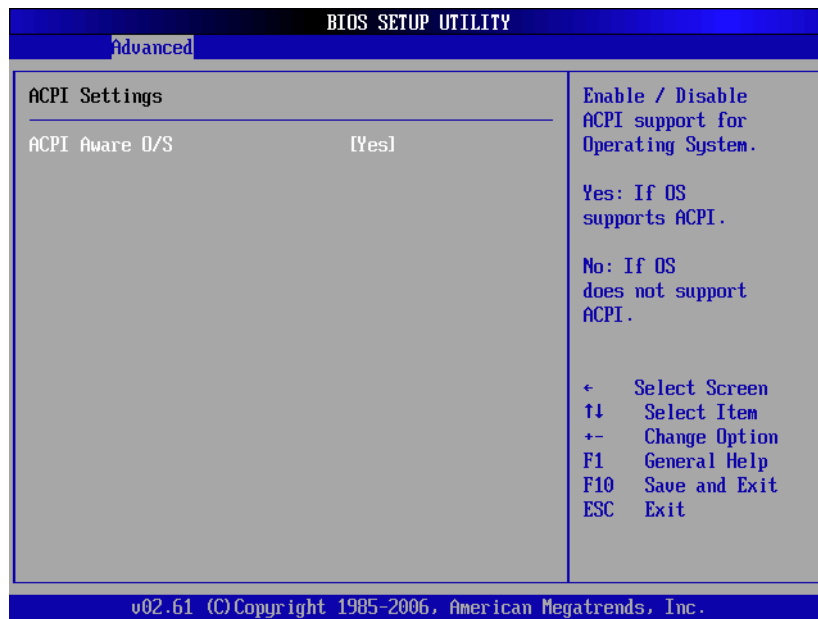 BIOS SETUP UTILITY
Advanced
ACPI Settings
ACPI Aware O/S [Yes]
Enable / Disable
ACPI support for
Operating System.
Yes: If OS
supports ACPI.
No: If OS
does not support
ACPI.
← Select Screen
↑↓ Select Item
+- Change Option
F1 General Help
F10 Save and Exit
ESC Exit
v02.61 (C)Copyright 1985-2006, American Megatrends, Inc.